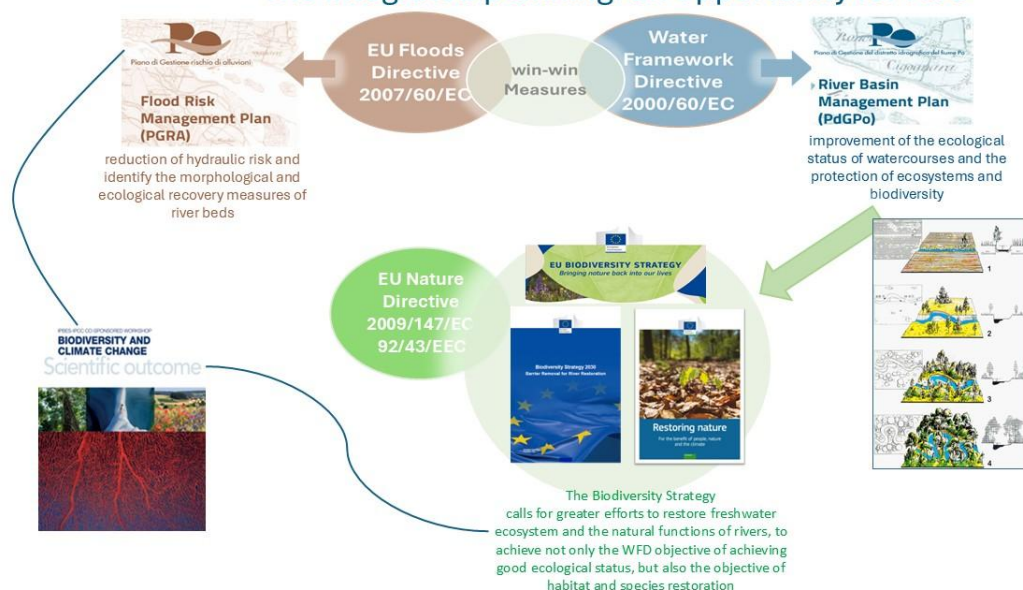 EU Floods
Directive
2007/60/EC
win-win
Measures
Water
Framework
Directive
2000/60/EC
Po
Piano di Gestione rischio di alluvioni
Flood Risk
Management Plan
(PGRA)
reduction of hydraulic risk and
identify the morphological and
ecological recovery measures of
river beds
Po
Piano di Gestione del distretto idrografico del fiume Po
River Basin
Management Plan
(PdGPo)
improvement of the ecological
status of watercourses and the
protection of ecosystems and
biodiversity
1
2
3
4
EU Nature
Directive
2009/147/EC
92/43/EEC
EU BIODIVERSITY STRATEGY
Bringing nature back into our lives
Biodiversity Strategy 2030
Barrier Removal for River Restoration
Restoring nature
For the benefit of people, nature
and the climate
IPBES-IPCC CO-SPONSORED WORKSHOP
BIODIVERSITY AND
CLIMATE CHANGE
Scientific outcome
The Biodiversity Strategy
calls for greater efforts to restore freshwater
ecosystem and the natural functions of rivers, to
achieve not only the WFD objective of achieving
good ecological status, but also the objective of
habitat and species restoration